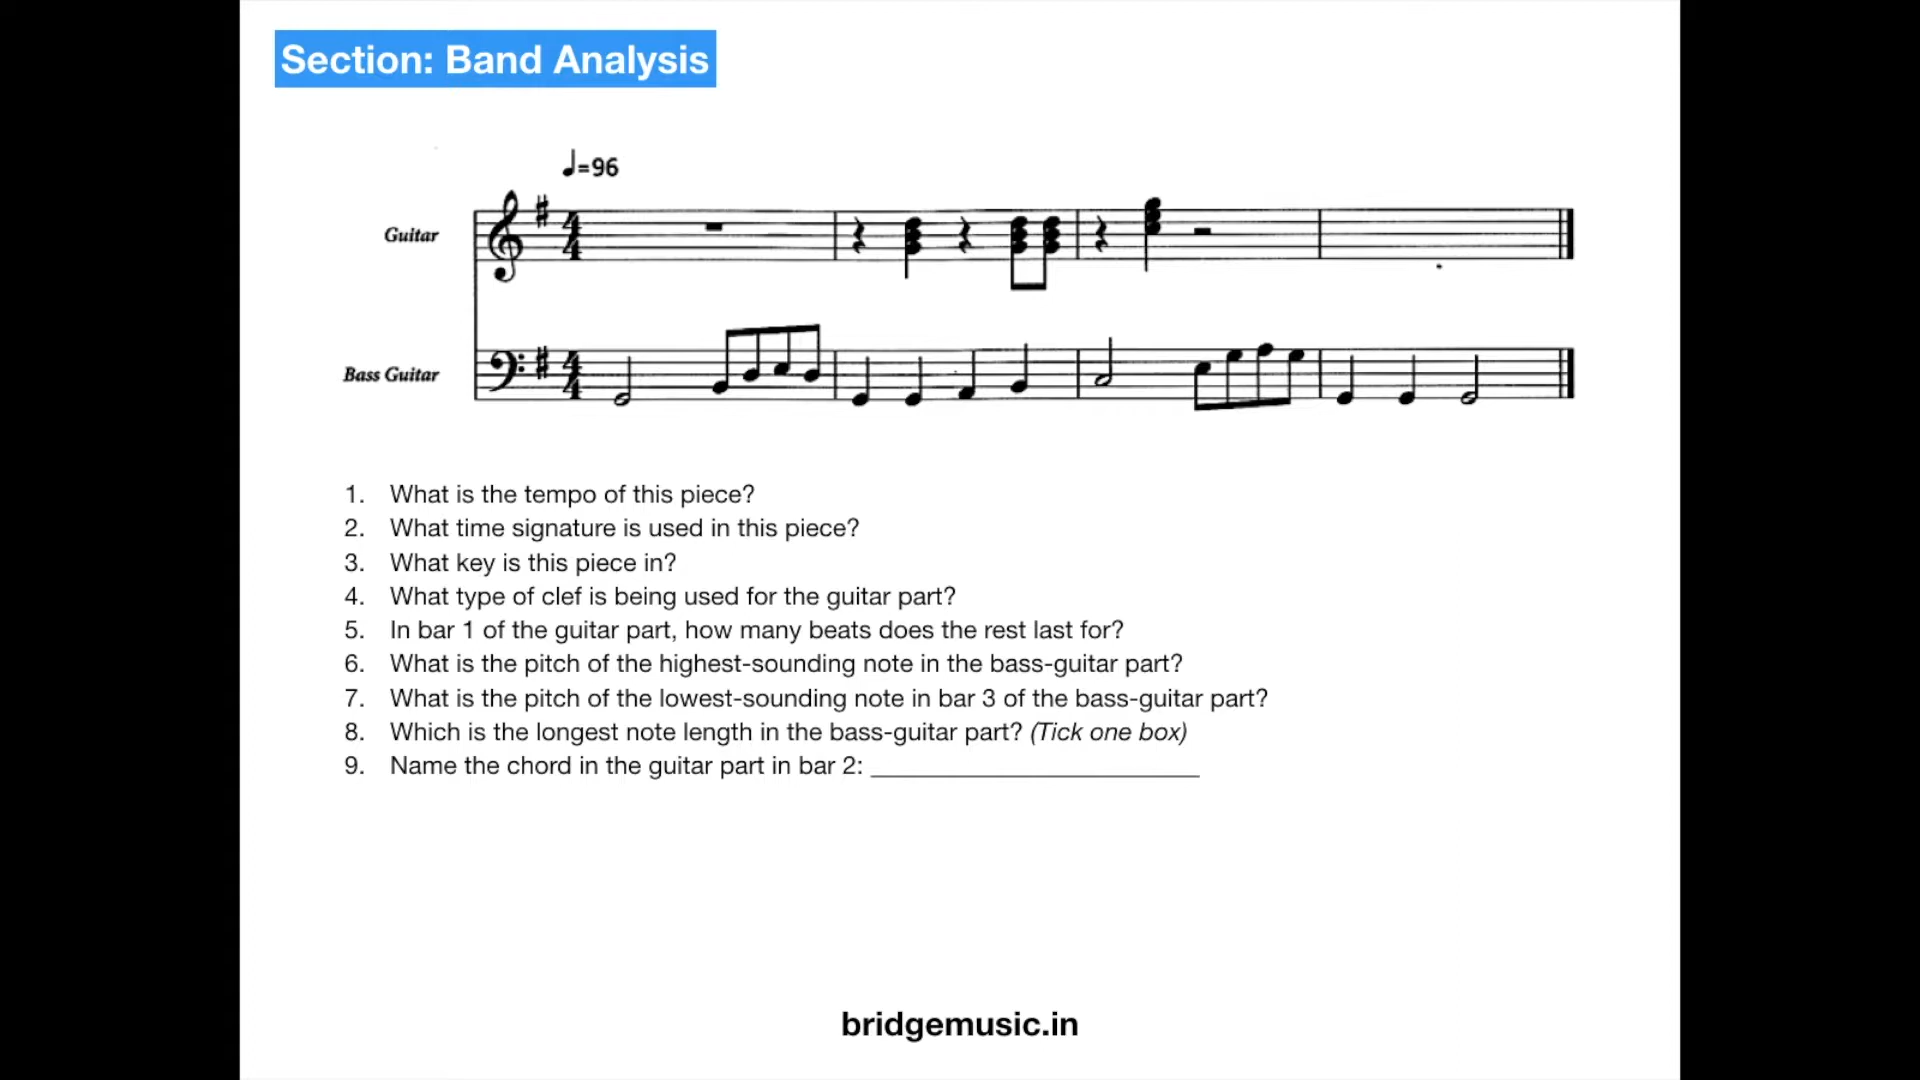 Section: Band Analysis
♩=96
Guitar
4
4
Bass Guitar
4
4
1. What is the tempo of this piece?
2. What time signature is used in this piece?
3. What key is this piece in?
4. What type of clef is being used for the guitar part?
5. In bar 1 of the guitar part, how many beats does the rest last for?
6. What is the pitch of the highest-sounding note in the bass-guitar part?
7. What is the pitch of the lowest-sounding note in bar 3 of the bass-guitar part?
8. Which is the longest note length in the bass-guitar part? (Tick one box)
9. Name the chord in the guitar part in bar 2: ________________________
bridgemusic.in